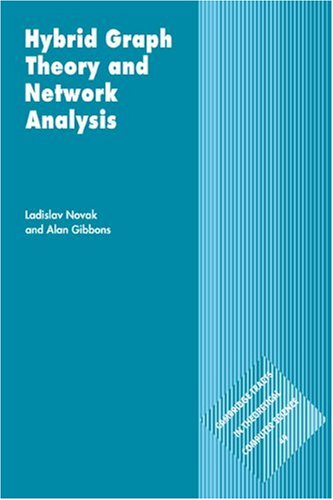 Hybrid Graph
Theory and
Network
Analysis
Ladislav Novak
and Alan Gibbons
CAMBRIDGE TRACTS
IN THEORETICAL
COMPUTER SCIENCE
49